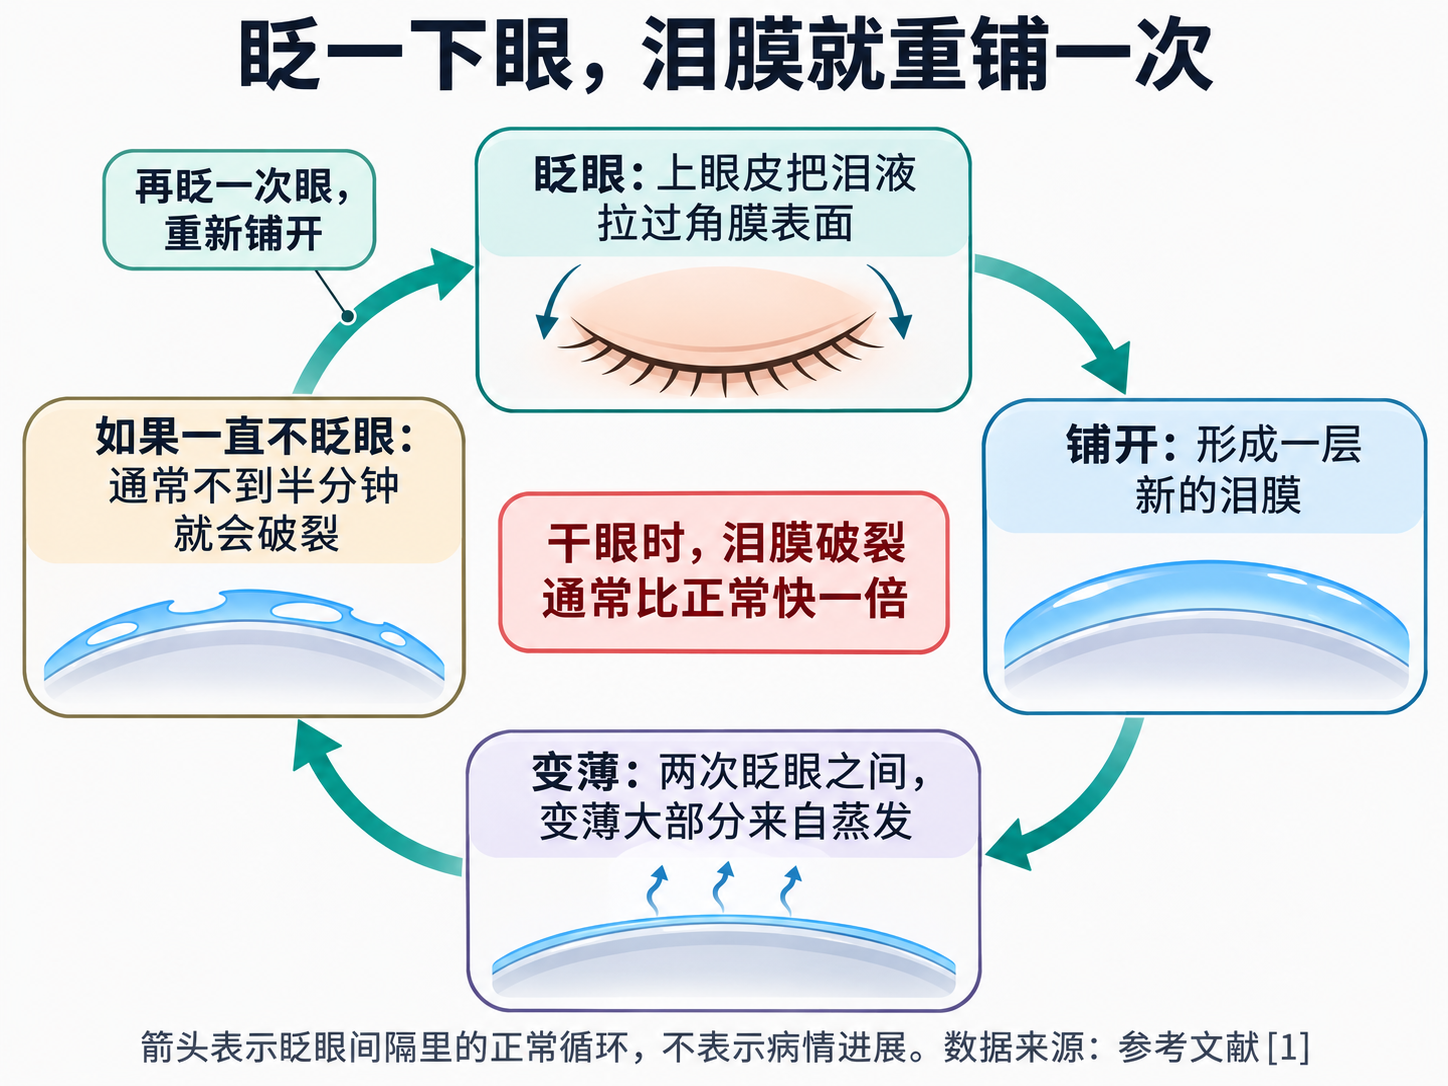 眨一下眼，泪膜就重铺一次
再眨一次眼，
重新铺开
眨眼：上眼皮把泪液
拉过角膜表面
铺开：形成一层
新的泪膜
如果一直不眨眼：
通常不到半分钟
就会破裂
干眼时，泪膜破裂
通常比正常快一倍
变薄：两次眨眼之间，
变薄大部分来自蒸发
箭头表示眨眼间隔里的正常循环，不表示病情进展。数据来源：参考文献[1]